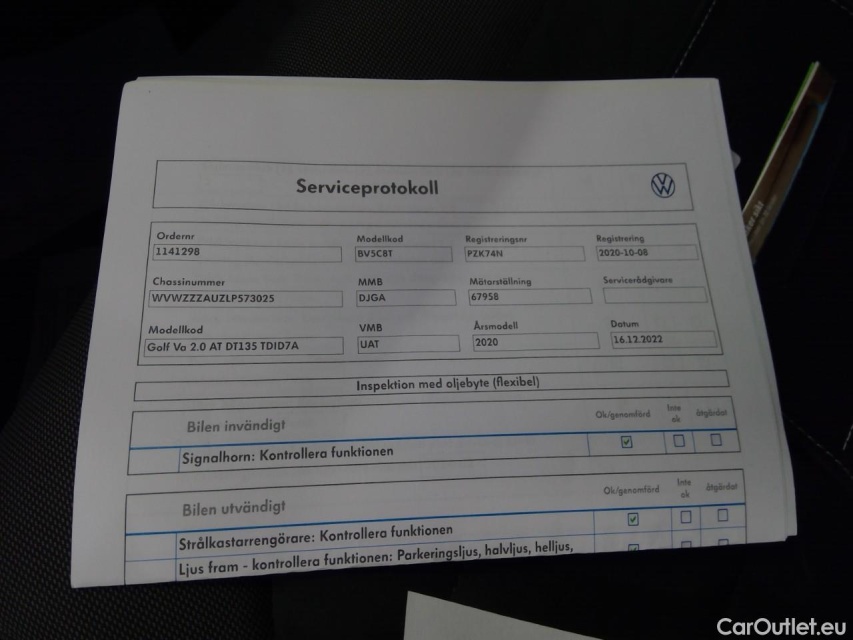 Serviceprotokoll
Ordernr Modellkod Registreringsnr Registrering
1141298 BV5C8T PZK74N 2020-10-08
Chassinummer MMB Mätarställning Servicerådgivare
WVWZZZAUZLP573025 DJGA 67958
Modellkod VMB Årsmodell Datum
Golf Va 2.0 AT DT135 TDID7A UAT 2020 16.12.2022
Inspektion med oljebyte (flexibel)
Bilen invändigt Ok/genomförd Inte ok åtgärdat
Signalhorn: Kontrollera funktionen
Bilen utvändigt Ok/genomförd Inte ok åtgärdat
Strålkastarrengörare: Kontrollera funktionen
Ljus fram - kontrollera funktionen: Parkeringsljus, halvljus, helljus,
CarOutlet.eu